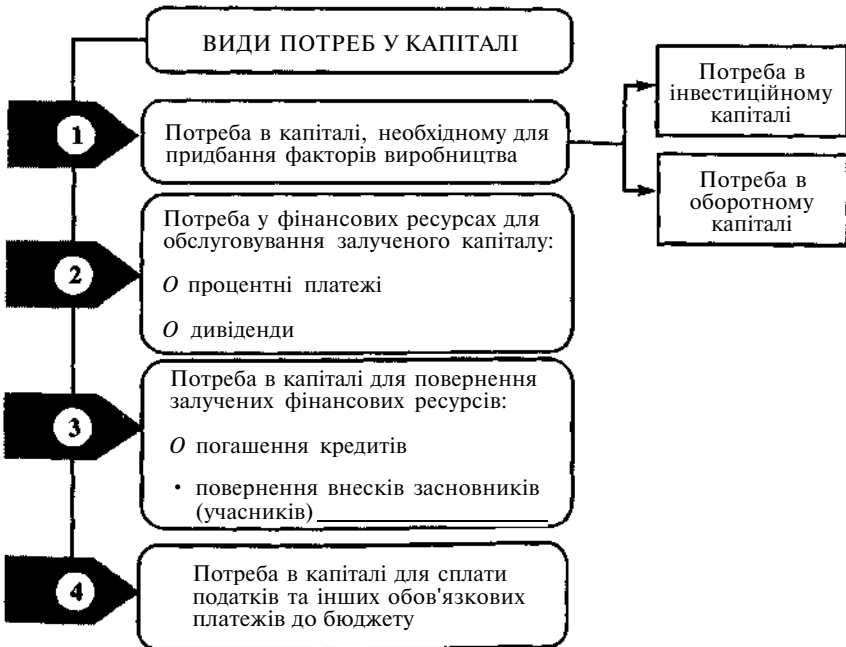 ВИДИ ПОТРЕБ У КАПІТАЛІ
1
Потреба в капіталі, необхідному для
придбання факторів виробництва
Потреба в
інвестиційному
капіталі
Потреба в
оборотному
капіталі
2
Потреба у фінансових ресурсах для
обслуговування залученого капіталу:
О процентні платежі
О дивіденди
3
Потреба в капіталі для повернення
залучених фінансових ресурсів:
О погашення кредитів
• повернення внесків засновників
(учасників)
4
Потреба в капіталі для сплати
податків та інших обов'язкових
платежів до бюджету